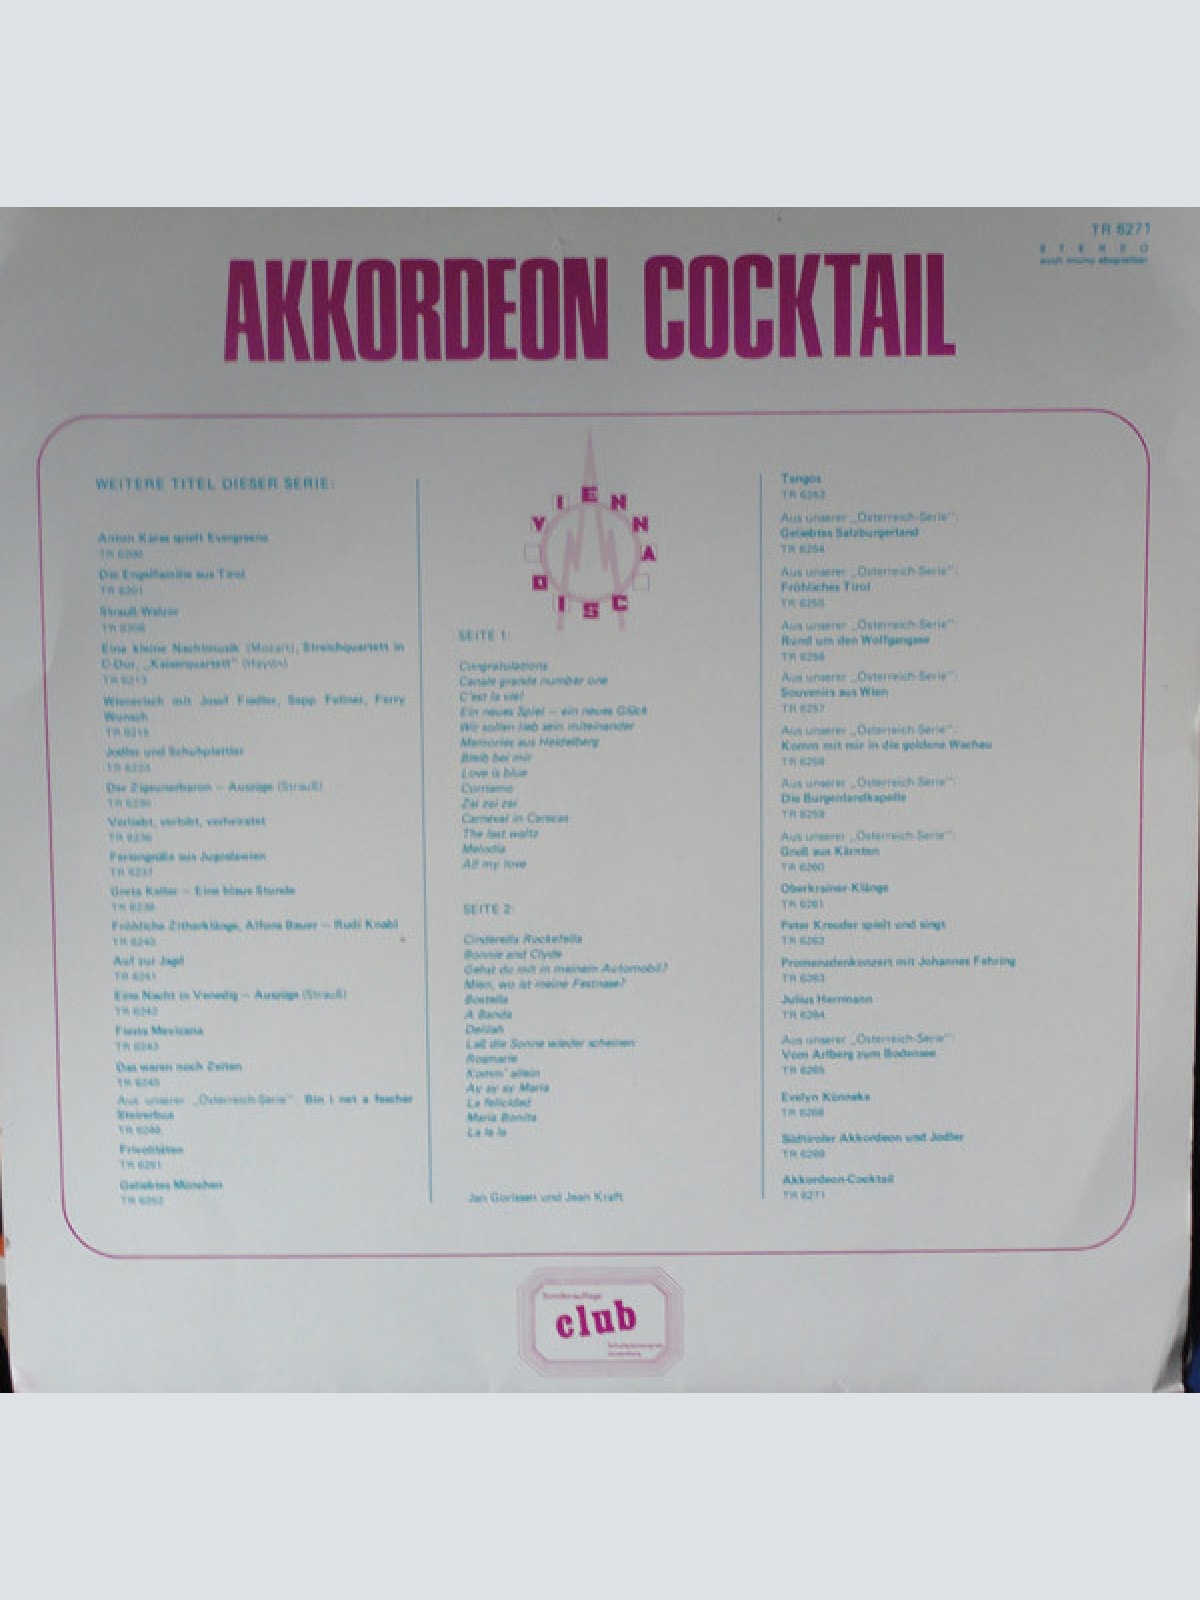 TR 6271
STEREO
auch mono abspielbar
AKKORDEON COCKTAIL
WEITERE TITEL DIESER SERIE:
Anton Karas spielt Evergreens
TR 6200
Die Engelfamilie aus Tirol
TR 6201
Strauß-Walzer
Eine kleine Nachtmusik (Mozart), Streichquartett in
C-Dur, „Kaiserquartett" (Haydn)
TR 6213
Wienerisch mit Josef Fiedler, Sepp Fellner, Ferry
Wunsch
TR 6215
Jodler und Schuhplattler
TR 6233
Der Zigeunerbaron – Auszüge (Strauß)
Verliebt, verlobt, verheiratet
TR 6236
Feriengrüße aus Jugoslawien
TR 6237
Greta Keller – Eine blaue Stunde
TR 6238
Fröhliche Zitherklänge, Alfons Bauer – Rudi Knabl
TR 6240
Auf zur Jagd
TR 6241
Eine Nacht in Venedig – Auszüge (Strauß)
TR 6242
Fiesta Mexicana
TR 6243
Das waren noch Zeiten
TR 6245
Aus unserer „Österreich-Serie": Bin i net a fescher
Steirerbua
Frivolitäten
TR 6251
Geliebtes München
TR 6252
VIENNA DISC
SEITE 1:
Congratulations
Canale grande number one
C'est la vie!
Ein neues Spiel – ein neues Glück
Wir sollen lieb sein miteinander
Memories aus Heidelberg
Bleib bei mir
Love is blue
Corriamo
Zai zai zai
Carneval in Caracas
The last waltz
Melodia
All my love
SEITE 2:
Cinderella Rockefella
Bonnie and Clyde
Gehst du mit in meinem Automobil?
Mien, wo ist meine Festnase?
Bostella
A Banda
Delilah
Laß die Sonne wieder scheinen
Rosmarie
Komm' allein
Ay ay ay Maria
La felicidad
Maria Bonita
La la la
Jan Gorissen und Jean Kraft
Tangos
TR 6253
Aus unserer „Österreich-Serie":
Geliebtes Salzburgerland
TR 6254
Aus unserer „Österreich-Serie":
Fröhliches Tirol
TR 6255
Aus unserer „Österreich-Serie":
Rund um den Wolfgangsee
TR 6256
Aus unserer „Österreich-Serie":
Souvenirs aus Wien
TR 6257
Aus unserer „Österreich-Serie":
Komm mit mir in die goldene Wachau
TR 6258
Aus unserer „Österreich-Serie":
Die Burgenlandkapelle
TR 6259
Aus unserer „Österreich-Serie":
Gruß aus Kärnten
TR 6260
Oberkrainer-Klänge
TR 6261
Peter Kreuder spielt und singt
TR 6262
Promenadenkonzert mit Johannes Fehring
TR 6263
Julius Herrmann
TR 6264
Aus unserer „Österreich-Serie":
Vom Arlberg zum Bodensee
TR 6265
Evelyn Künneke
TR 6266
Südtiroler Akkordeon und Jodler
TR 6269
Akkordeon-Cocktail
TR 6271
Sonderauflage
club